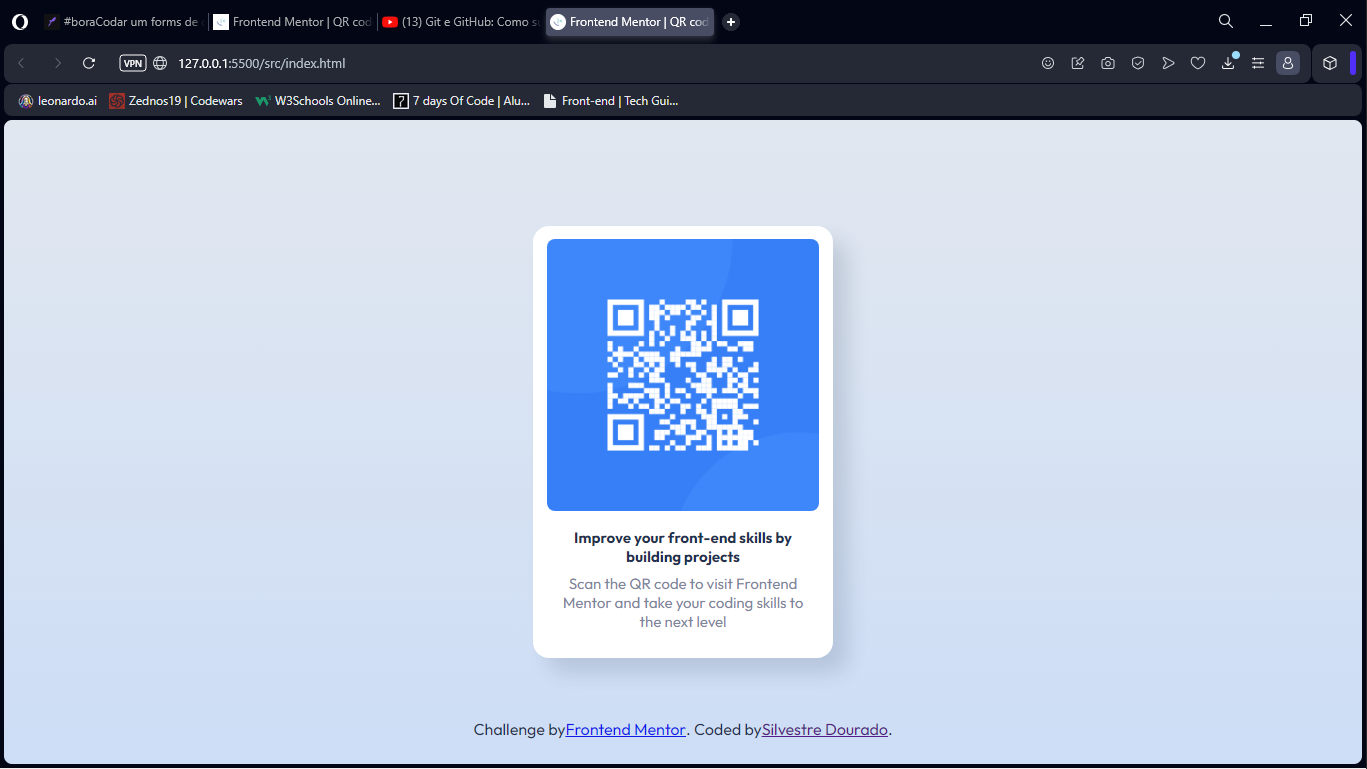 #boraCodar um forms de
Frontend Mentor | QR cod
(13) Git e GitHub: Como su
Frontend Mentor | QR cod
VPN
127.0.0.1:5500/src/index.html
leonardo.ai
Zednos19 | Codewars
W3Schools Online...
7 days Of Code | Alu...
Front-end | Tech Gui...
Improve your front-end skills by
building projects
Scan the QR code to visit Frontend
Mentor and take your coding skills to
the next level
Challenge byFrontend Mentor. Coded bySilvestre Dourado.